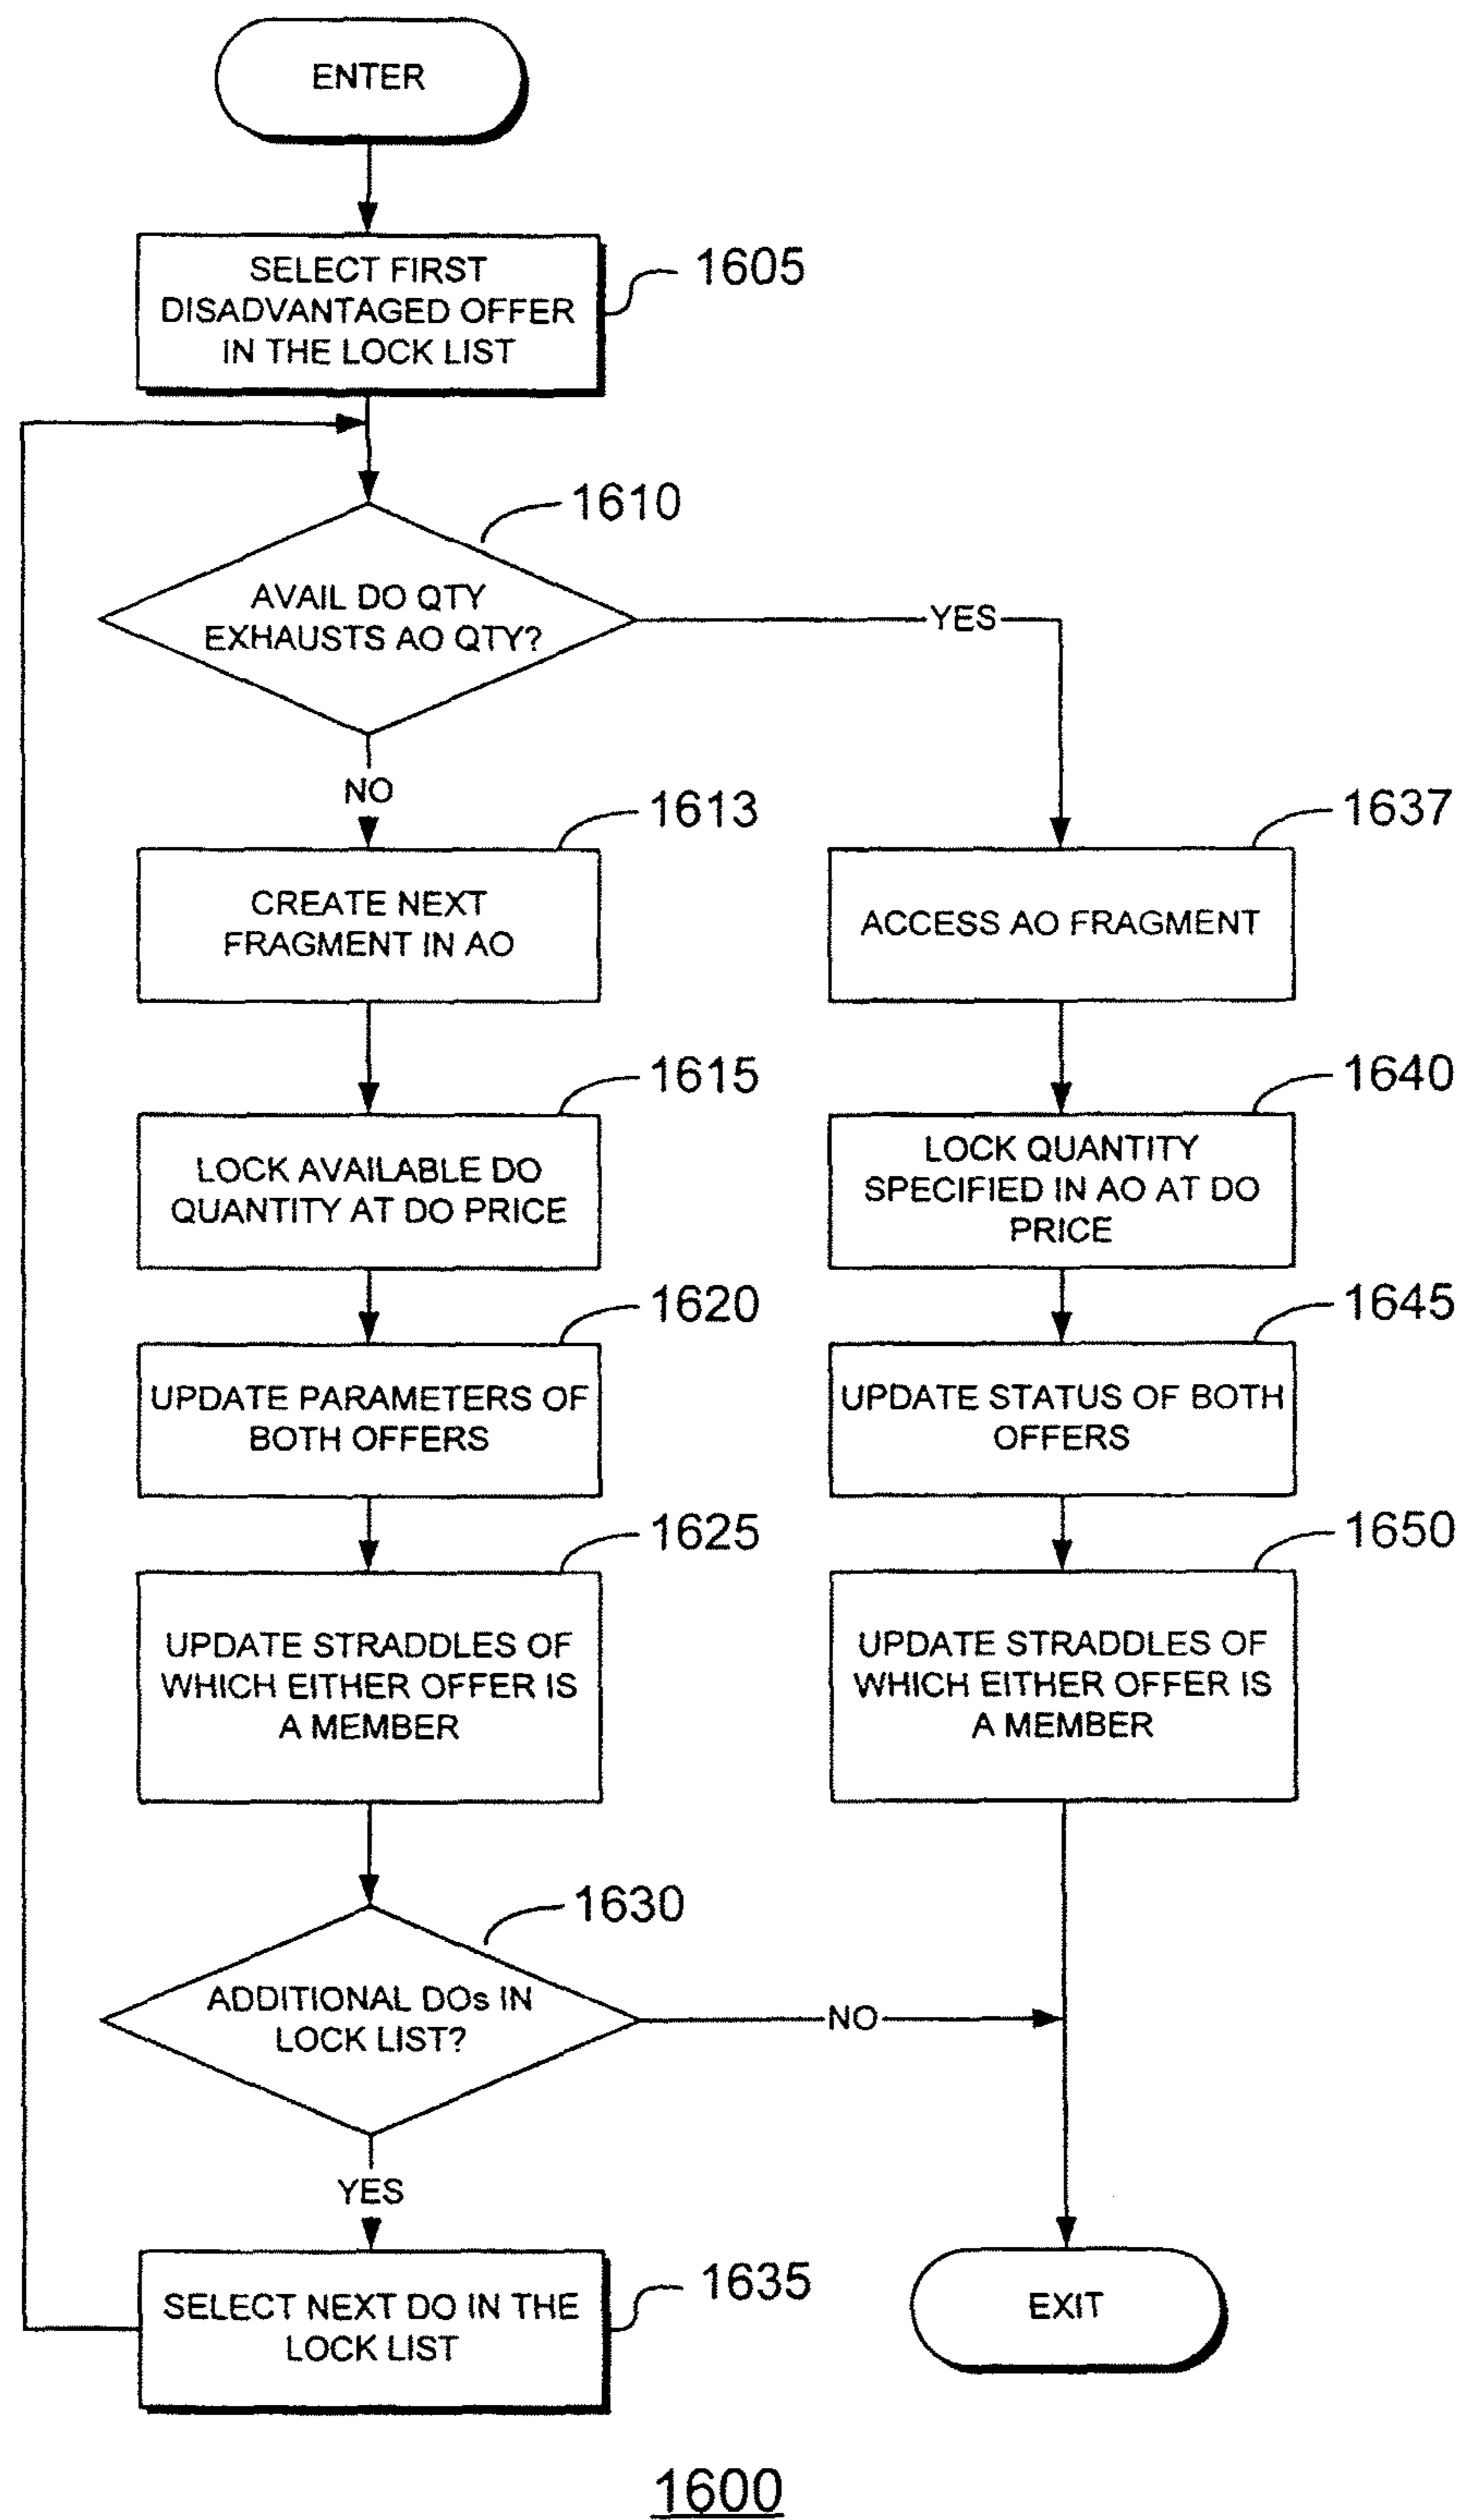 ENTER
SELECT FIRST
DISADVANTAGED OFFER
IN THE LOCK LIST
1605
1610
AVAIL DO QTY
EXHAUSTS AO QTY?
YES
NO
1613
CREATE NEXT
FRAGMENT IN AO
1637
ACCESS AO FRAGMENT
1615
LOCK AVAILABLE DO
QUANTITY AT DO PRICE
1640
LOCK QUANTITY
SPECIFIED IN AO AT DO
PRICE
1620
UPDATE PARAMETERS OF
BOTH OFFERS
1645
UPDATE STATUS OF BOTH
OFFERS
1625
UPDATE STRADDLES OF
WHICH EITHER OFFER IS
A MEMBER
1650
UPDATE STRADDLES OF
WHICH EITHER OFFER IS
A MEMBER
1630
ADDITIONAL DOs IN
LOCK LIST?
NO
YES
SELECT NEXT DO IN THE
LOCK LIST
1635
EXIT
1600